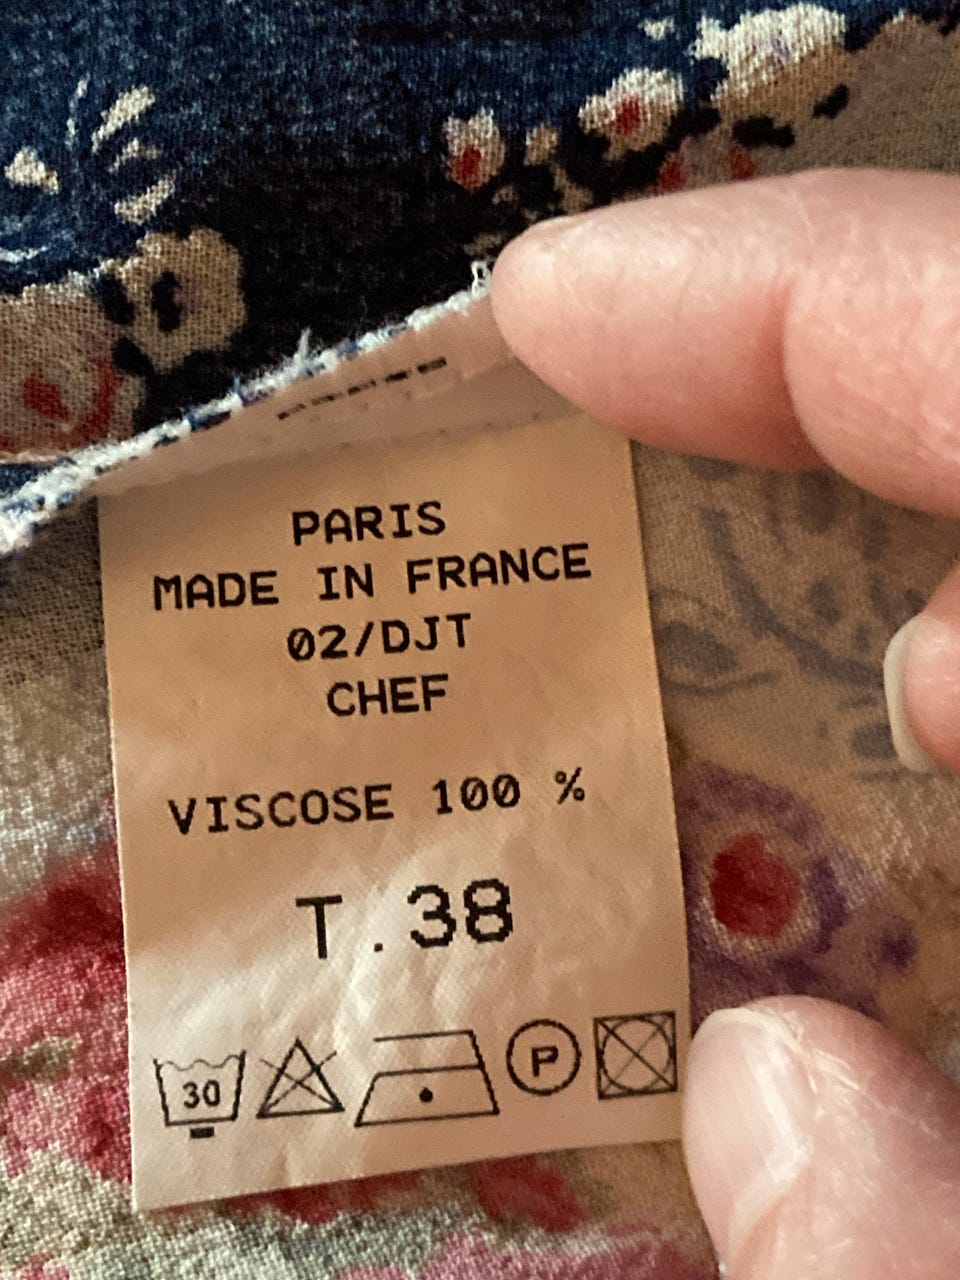 PARIS
MADE IN FRANCE
02/DJT
CHEF
VISCOSE 100 %
T.38
30
P